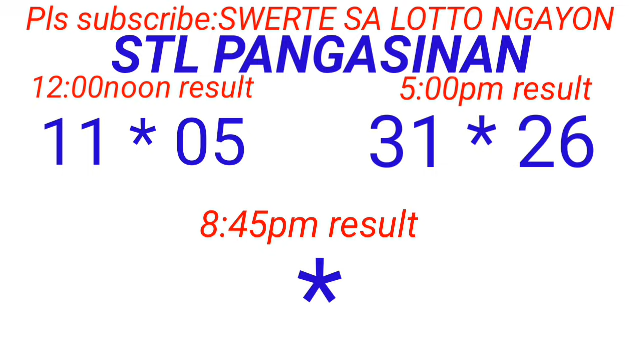 Pls subscribe:SWERTE SA LOTTO NGAYON
STL PANGASINAN
12:00noon result 5:00pm result
11 * 05 31 * 26
8:45pm result
*